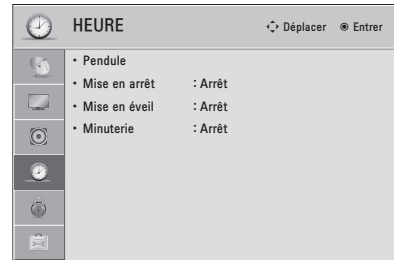 HEURE Déplacer Entrer
• Pendule
• Mise en arrêt : Arrêt
• Mise en éveil : Arrêt
• Minuterie : Arrêt